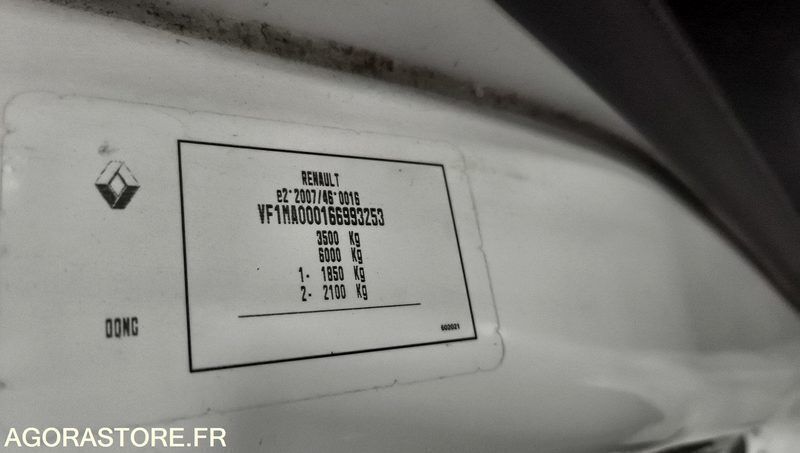 RENAULT
e2*2007/46*0016
VF1MA000166993253
3500 Kg
6000 Kg
1- 1850 Kg
2- 2100 Kg
602021
DQMC
AGORASTORE.FR